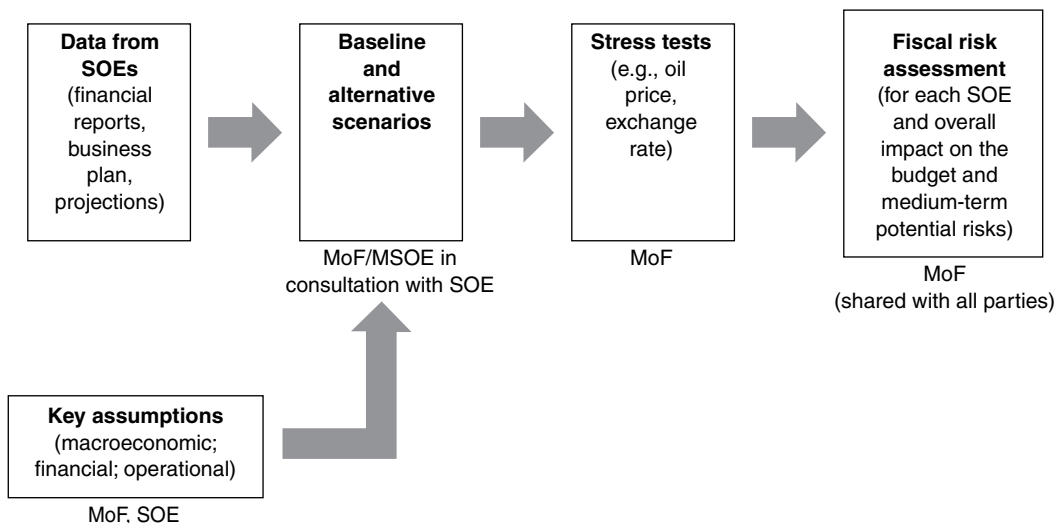 Data from
SOEs
(financial
reports,
business
plan,
projections)
Baseline
and
alternative
scenarios
MoF/MSOE in
consultation with SOE
Stress tests
(e.g., oil
price,
exchange
rate)
MoF
Fiscal risk
assessment
(for each SOE
and overall
impact on the
budget and
medium-term
potential risks)
MoF
(shared with all parties)
Key assumptions
(macroeconomic;
financial; operational)
MoF, SOE